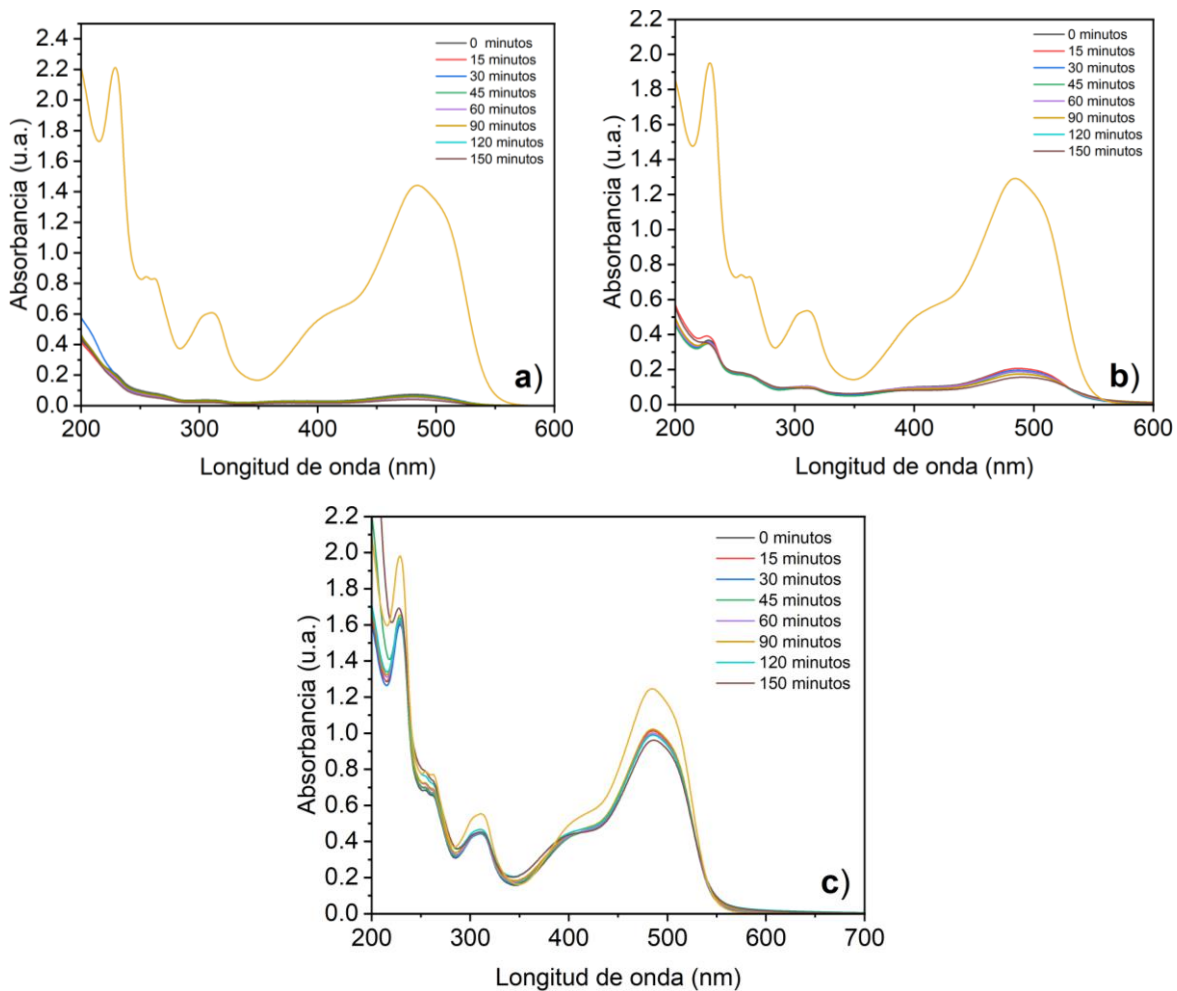 2.4
2.2
2.0
1.8
1.6
1.4
1.2
1.0
0.8
0.6
0.4
0.2
0.0
Absorbancia (u.a.)
200 300 400 500 600
Longitud de onda (nm)
0 minutos
15 minutos
30 minutos
45 minutos
60 minutos
90 minutos
120 minutos
150 minutos
a)
2.2
2.0
1.8
1.6
1.4
1.2
1.0
0.8
0.6
0.4
0.2
0.0
Absorbancia (u.a.)
200 300 400 500 600
Longitud de onda (nm)
0 minutos
15 minutos
30 minutos
45 minutos
60 minutos
90 minutos
120 minutos
150 minutos
b)
2.2
2.0
1.8
1.6
1.4
1.2
1.0
0.8
0.6
0.4
0.2
0.0
Absorbancia (u.a.)
200 300 400 500 600 700
Longitud de onda (nm)
0 minutos
15 minutos
30 minutos
45 minutos
60 minutos
90 minutos
120 minutos
150 minutos
c)